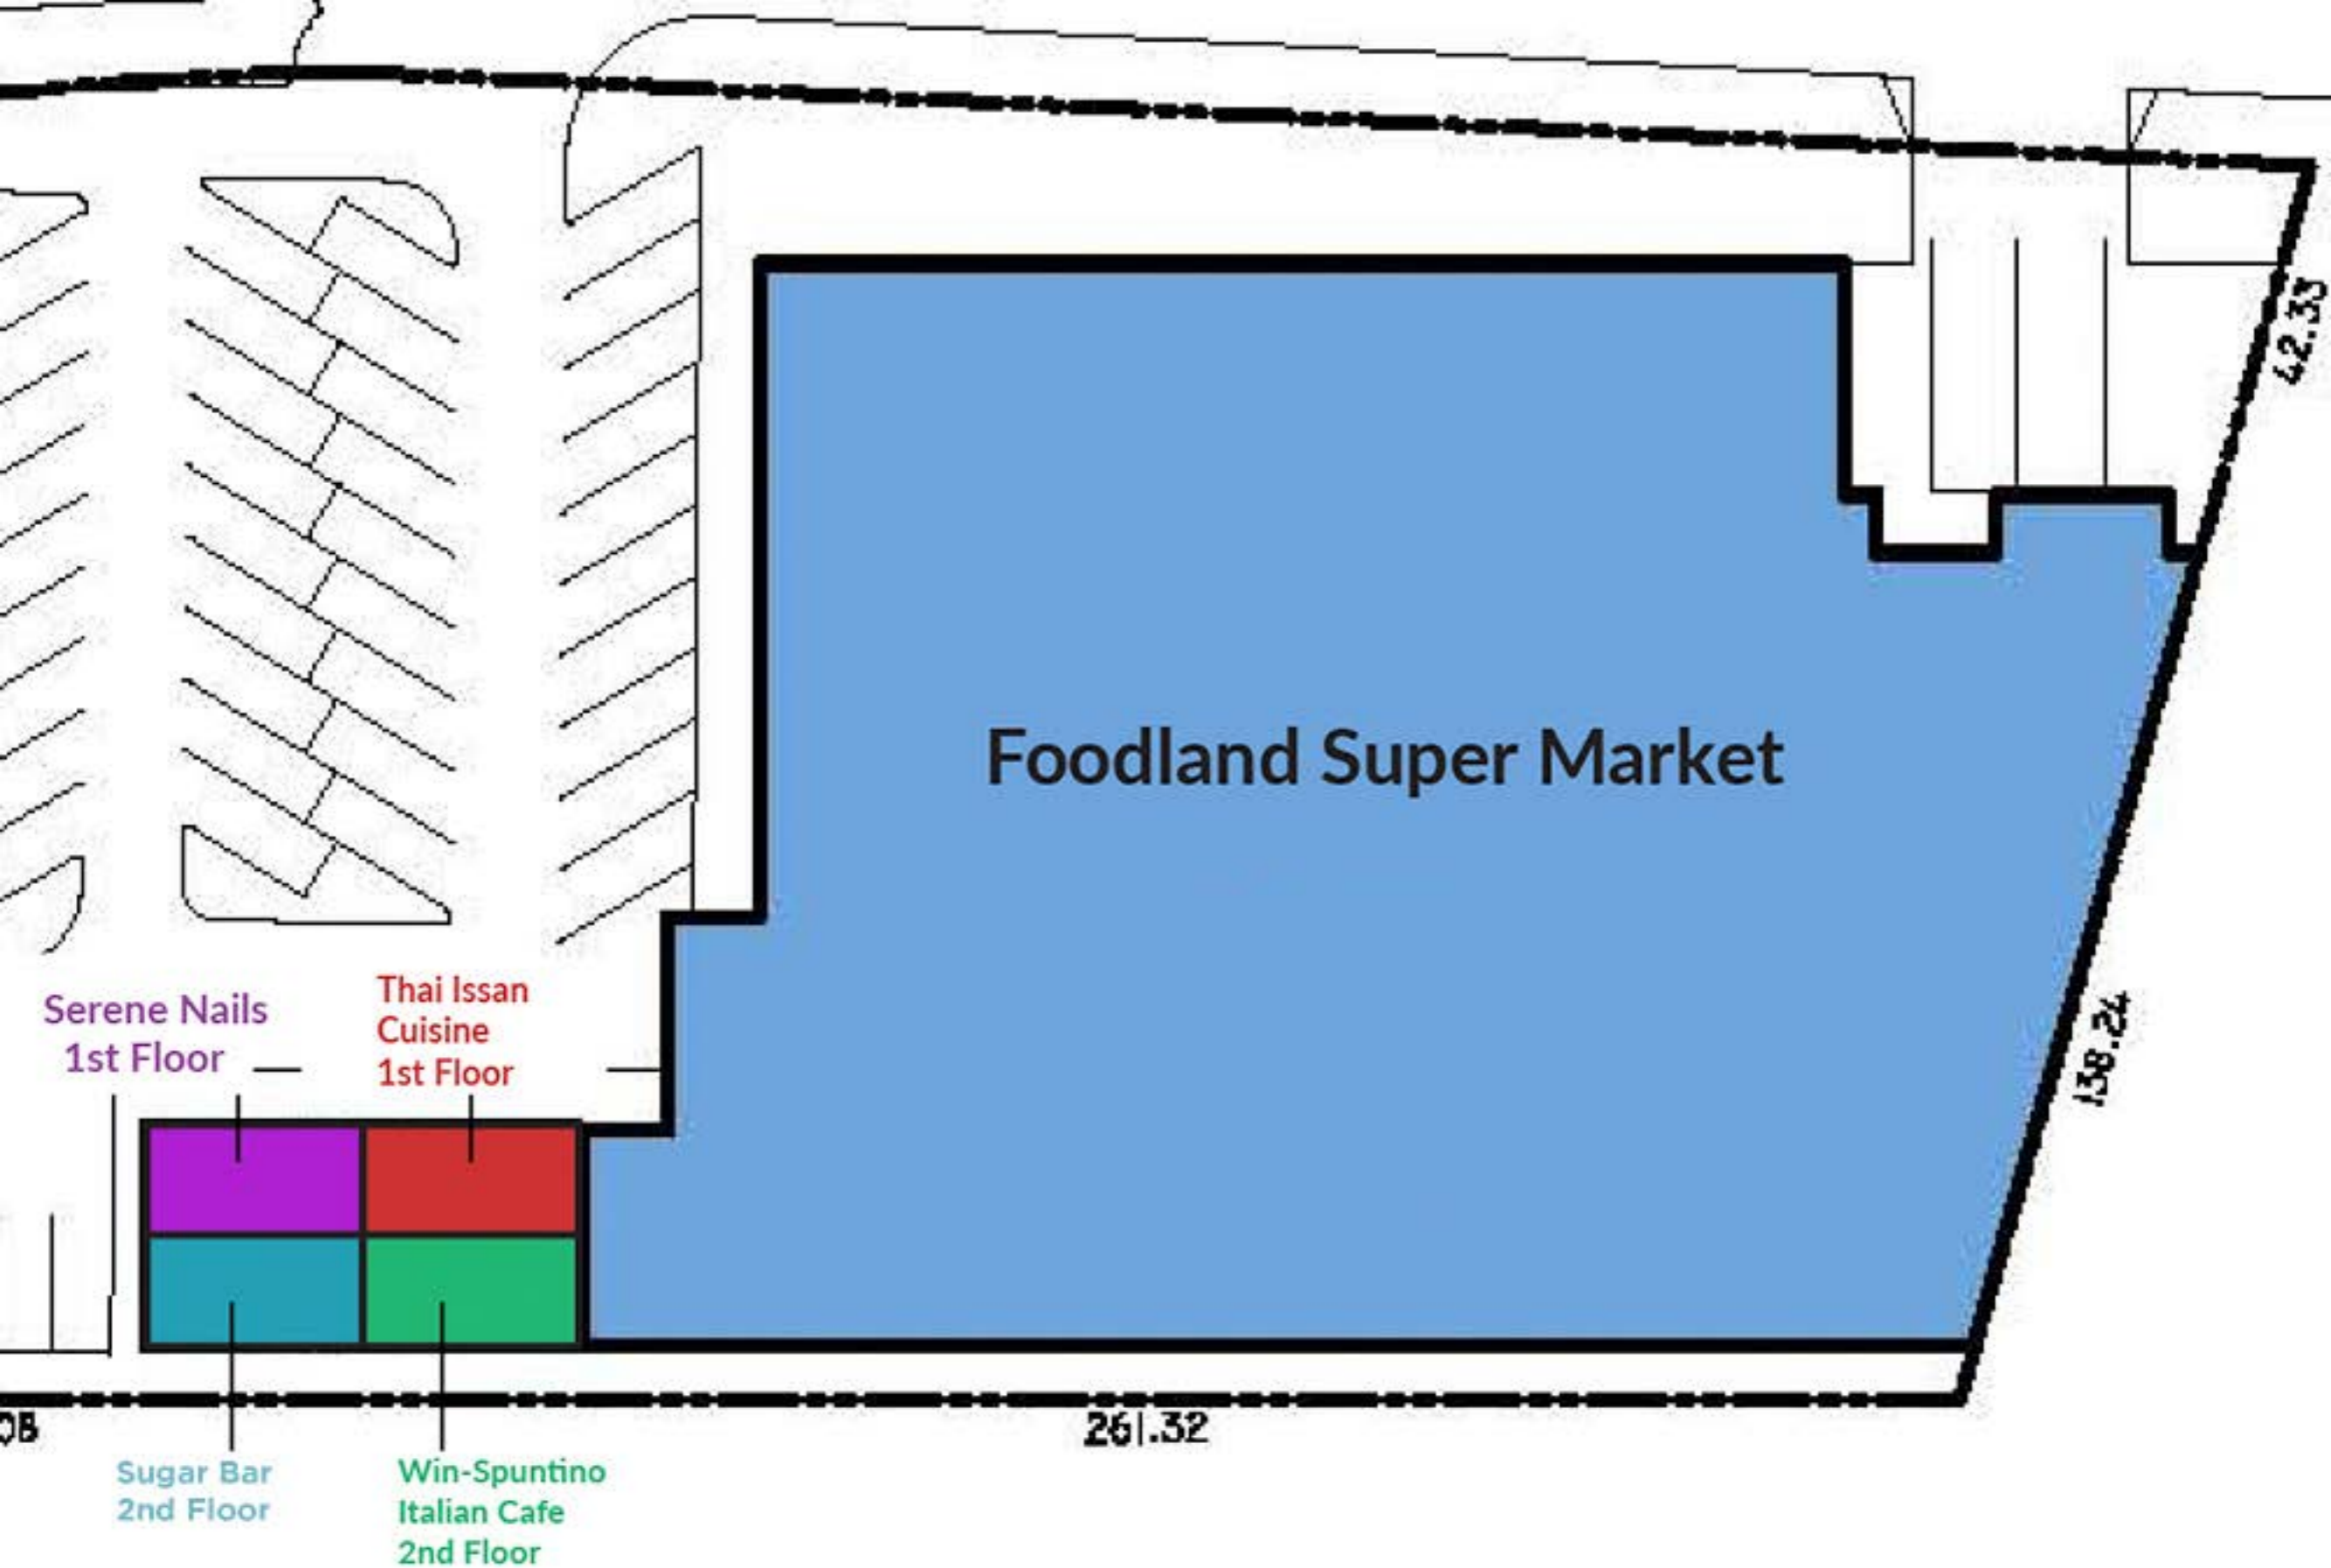 42.33
Foodland Super Market
Serene Nails
1st Floor
Thai Issan
Cuisine
1st Floor
138.24
261.32
Sugar Bar
2nd Floor
Win-Spuntino
Italian Cafe
2nd Floor